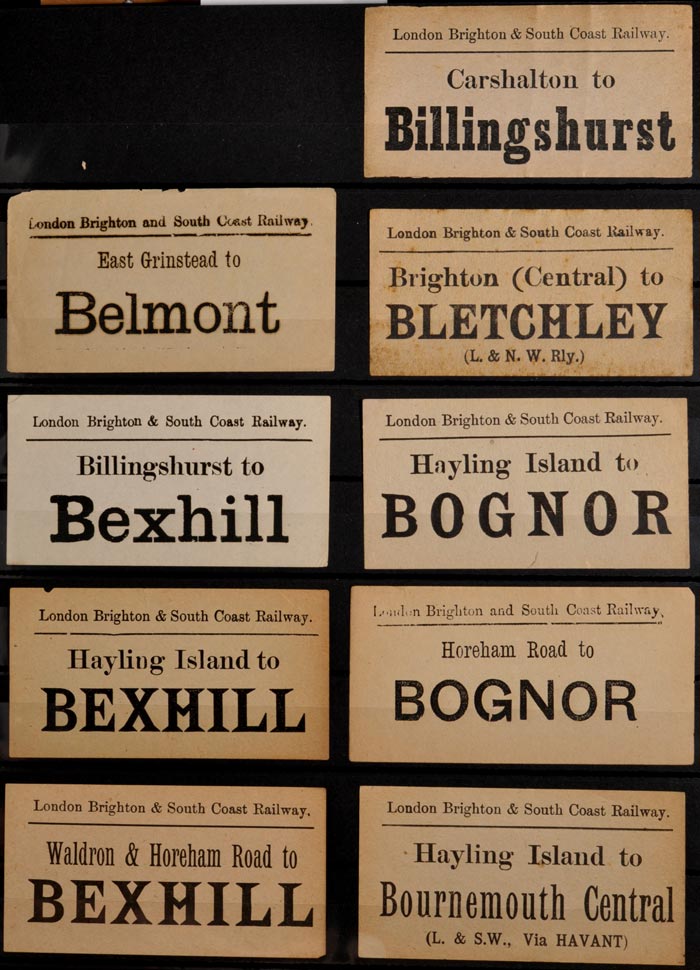 London Brighton & South Coast Railway.
Carshalton to
Billingshurst
London Brighton and South Coast Railway.
East Grinstead to
Belmont
London Brighton & South Coast Railway.
Brighton (Central) to
BLETCHLEY
(L. & N. W. Rly.)
London Brighton & South Coast Railway.
Billingshurst to
Bexhill
London Brighton & South Coast Railway.
Hayling Island to
BOGNOR
London Brighton & South Coast Railway.
Hayling Island to
BEXHILL
London Brighton and South Coast Railway.
Horeham Road to
BOGNOR
London Brighton & South Coast Railway.
Waldron & Horeham Road to
BEXHILL
London Brighton & South Coast Railway.
Hayling Island to
Bournemouth Central
(L. & S.W., Via HAVANT)